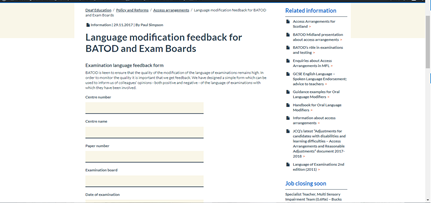 Deaf Education / Policy and Reforms / Access arrangements / Language modification feedback for BATOD
and Exam Boards
Information | 29.11.2017 | By Paul Simpson
Language modification feedback for
BATOD and Exam Boards
Examination language feedback form
BATOD is keen to ensure that the quality of the modification of the language of examinations remains high. In
order to monitor the quality it is important that we get feedback. We have designed a simple form which can be
used to inform us of colleagues' opinions - both positive and negative - of the language of examinations with
which they have been involved.
Centre number
Centre name
Paper number
Examination board
Date of examination
Related information
Access Arrangements for
Scotland
BATOD Midland presentation
about access arrangements
BATOD's role in examinations
and testing
Enquiries about Access
Arrangements in MFL
GCSE English Language -
Spoken Language Endorsement:
advice to teachers
Guidance exemplar for Oral
Language Modifiers
Handbook for Oral Language
Modifiers
Information about access
arrangements
JCQ's latest "Adjustments for
candidates with disabilities and
learning difficulties - Access
Arrangements and Reasonable
Adjustments" document 2017-
2018
Language of Examinations 2nd
edition (2015)
Job closing soon
Specialist Teacher, Multi Sensory
Impairment Team (LaHe) - Bucks